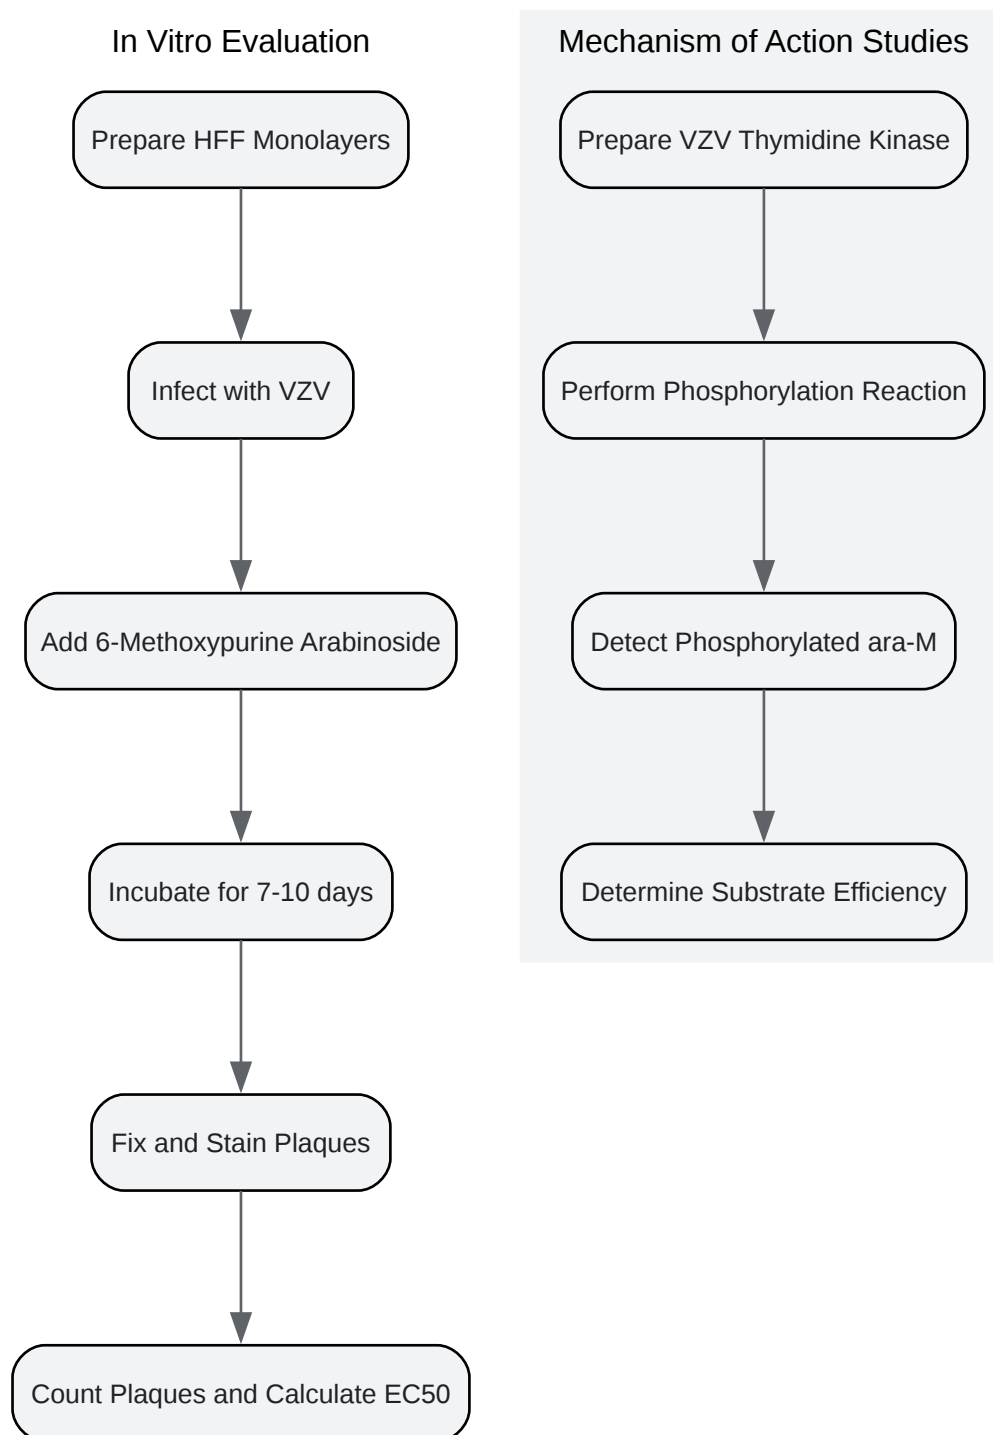 In Vitro Evaluation
Prepare HFF Monolayers
Infect with VZV
Add 6-Methoxypurine Arabinoside
Incubate for 7-10 days
Fix and Stain Plaques
Count Plaques and Calculate EC50
Mechanism of Action Studies
Prepare VZV Thymidine Kinase
Perform Phosphorylation Reaction
Detect Phosphorylated ara-M
Determine Substrate Efficiency